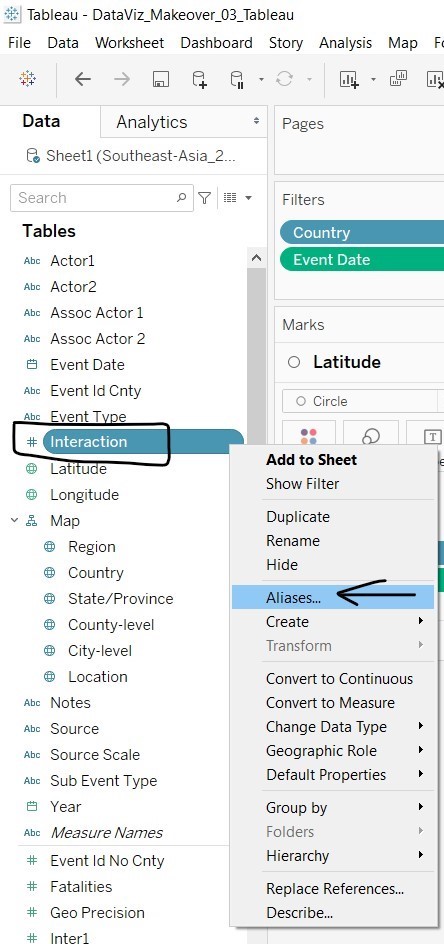 Tableau - DataViz_Makeover_03_Tableau
File Data Worksheet Dashboard Story Analysis Map
Data Analytics
Sheet1 (Southeast-Asia_2...
Search
Tables
Pages
Filters
Country
Event Date
Marks
Latitude
Circle
Abc Actor1
Abc Actor2
Abc Assoc Actor 1
Abc Assoc Actor 2
Event Date
Abc Event Id Cnty
Abc Event Type
# Interaction
Latitude
Longitude
Map
Region
Country
State/Province
County-level
City-level
Location
Abc Notes
Abc Source
Abc Source Scale
Abc Sub Event Type
Year
Abc Measure Names
# Event Id No Cnty
# Fatalities
# Geo Precision
# Inter1
Add to Sheet
Show Filter
Duplicate
Rename
Hide
Aliases...
Create
Transform
Convert to Continuous
Convert to Measure
Change Data Type
Geographic Role
Default Properties
Group by
Folders
Hierarchy
Replace References...
Describe...